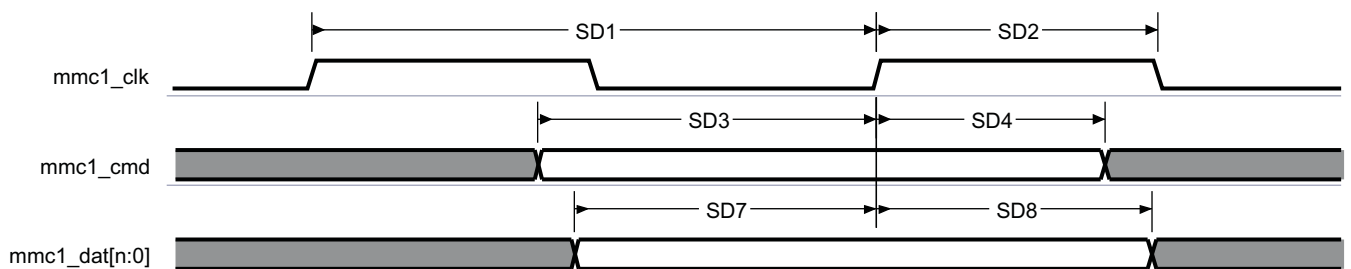 SD1 SD2
mmc1_clk
SD3 SD4
mmc1_cmd
SD7 SD8
mmc1_dat[n:0]